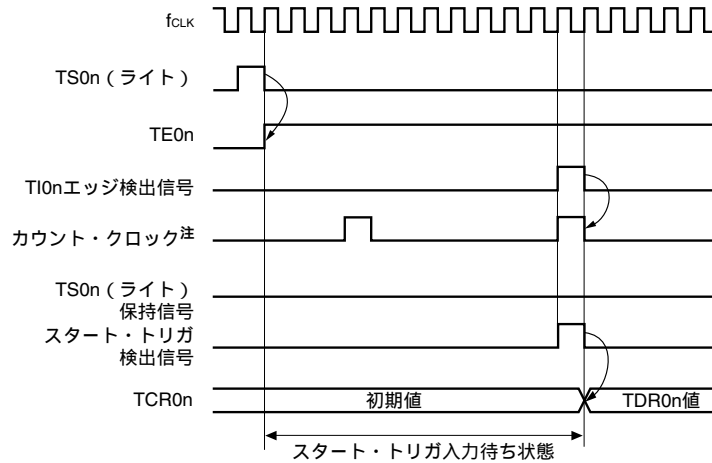 fCLK
TS0n（ライト）
TE0n
TI0nエッジ検出信号
カウント・クロック注
TS0n（ライト）
保持信号
スタート・トリガ
検出信号
TCR0n
初期値
TDR0n値
スタート・トリガ入力待ち状態